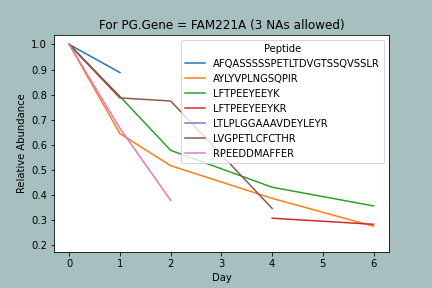 For PG.Gene = FAM221A (3 NAs allowed)
Peptide
AFQASSSSSPETLTDVGTSSQVSSLR
AYLYVPLNGSQPIR
LFTPEEYEEYK
LFTPEEYEEYKR
LTLPLGGAAAVDEYLEYR
LVGPETLCFCTHR
RPEEDDMAFFER
Relative Abundance
1.0
0.9
0.8
0.7
0.6
0.5
0.4
0.3
0.2
0 1 2 3 4 5 6
Day